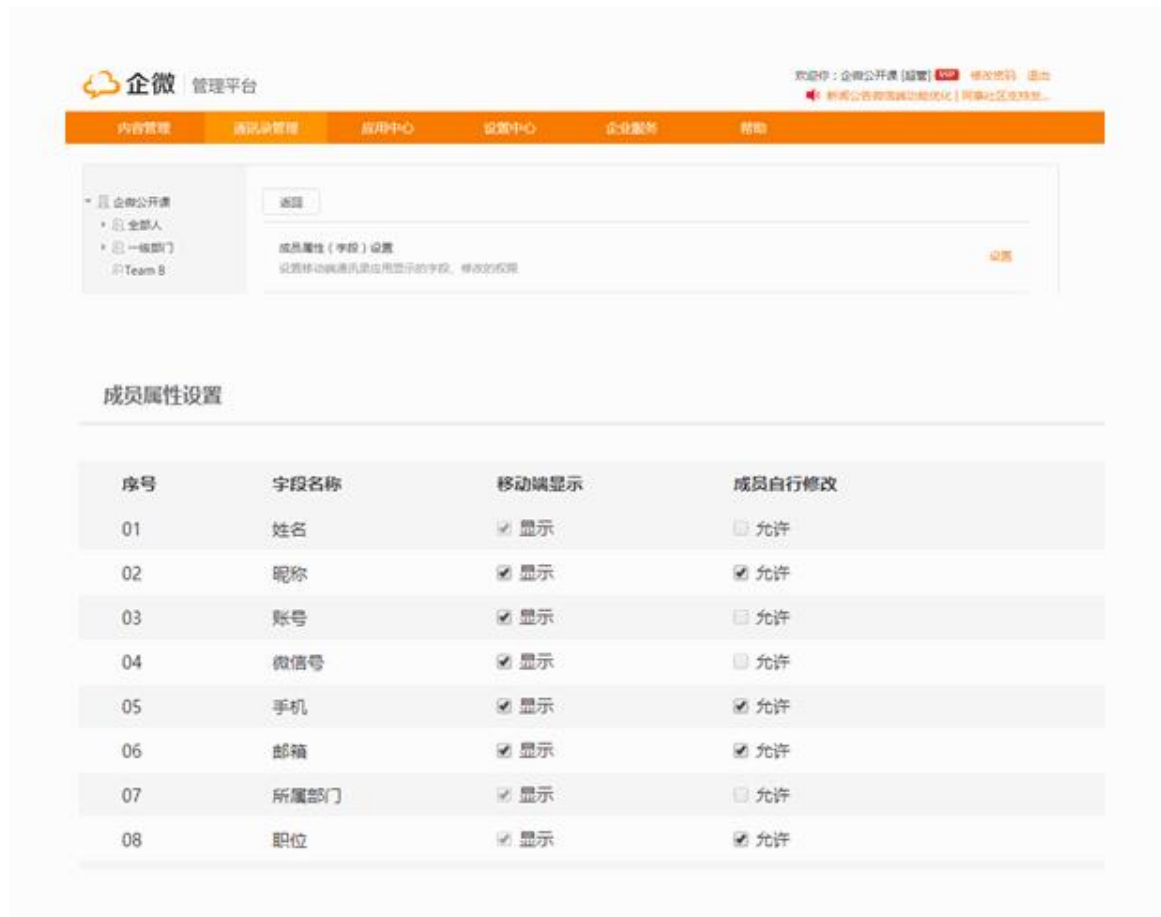 企微 管理平台
欢迎你：企微公开课 [超管] VIP 修改密码 退出
内容管理 通讯录管理 应用中心 设置中心 企业服务 帮助
企微公开课
全部人
一级部门
Team B
返回
成员属性（字段）设置
设置移动端通讯录应用显示的字段、修改的权限
设置
成员属性设置
序号 字段名称 移动端显示 成员自行修改
01 姓名 显示 允许
02 昵称 显示 允许
03 账号 显示 允许
04 微信号 显示 允许
05 手机 显示 允许
06 邮箱 显示 允许
07 所属部门 显示 允许
08 职位 显示 允许